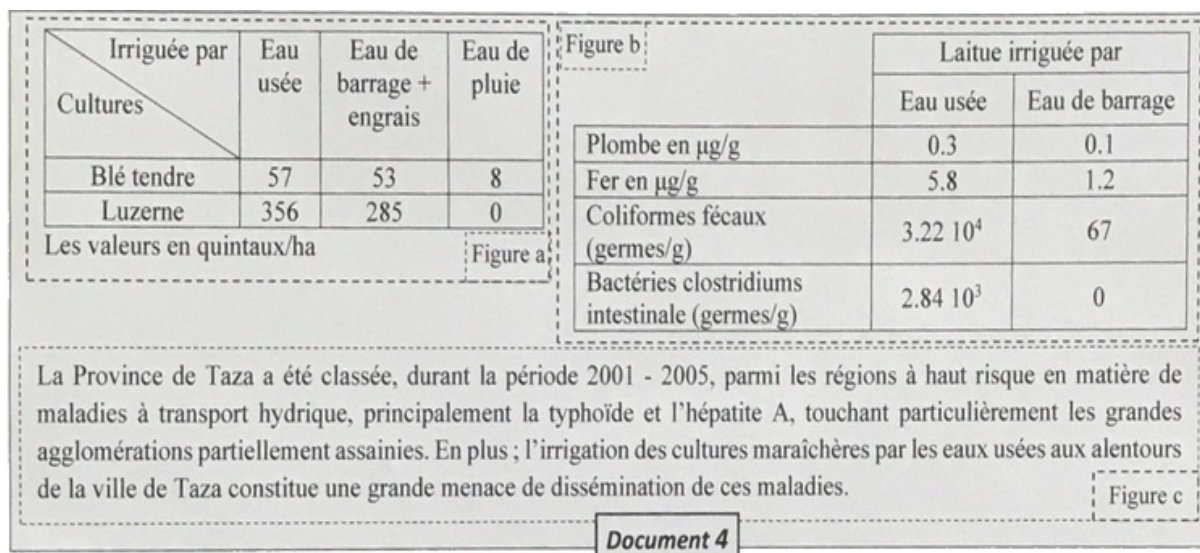 Irriguée par
Cultures
Eau usée
Eau de barrage + engrais
Eau de pluie
Blé tendre 57 53 8
Luzerne 356 285 0
Les valeurs en quintaux/ha
Figure a
Figure b
Laitue irriguée par
Eau usée Eau de barrage
Plombe en µg/g 0.3 0.1
Fer en µg/g 5.8 1.2
Coliformes fécaux
(germes/g) 3.22 10⁴ 67
Bactéries clostridiums
intestinale (germes/g) 2.84 10³ 0
La Province de Taza a été classée, durant la période 2001 - 2005, parmi les régions à haut risque en matière de
maladies à transport hydrique, principalement la typhoïde et l'hépatite A, touchant particulièrement les grandes
agglomérations partiellement assainies. En plus ; l'irrigation des cultures maraîchères par les eaux usées aux alentours
de la ville de Taza constitue une grande menace de dissémination de ces maladies.
Figure c
Document 4